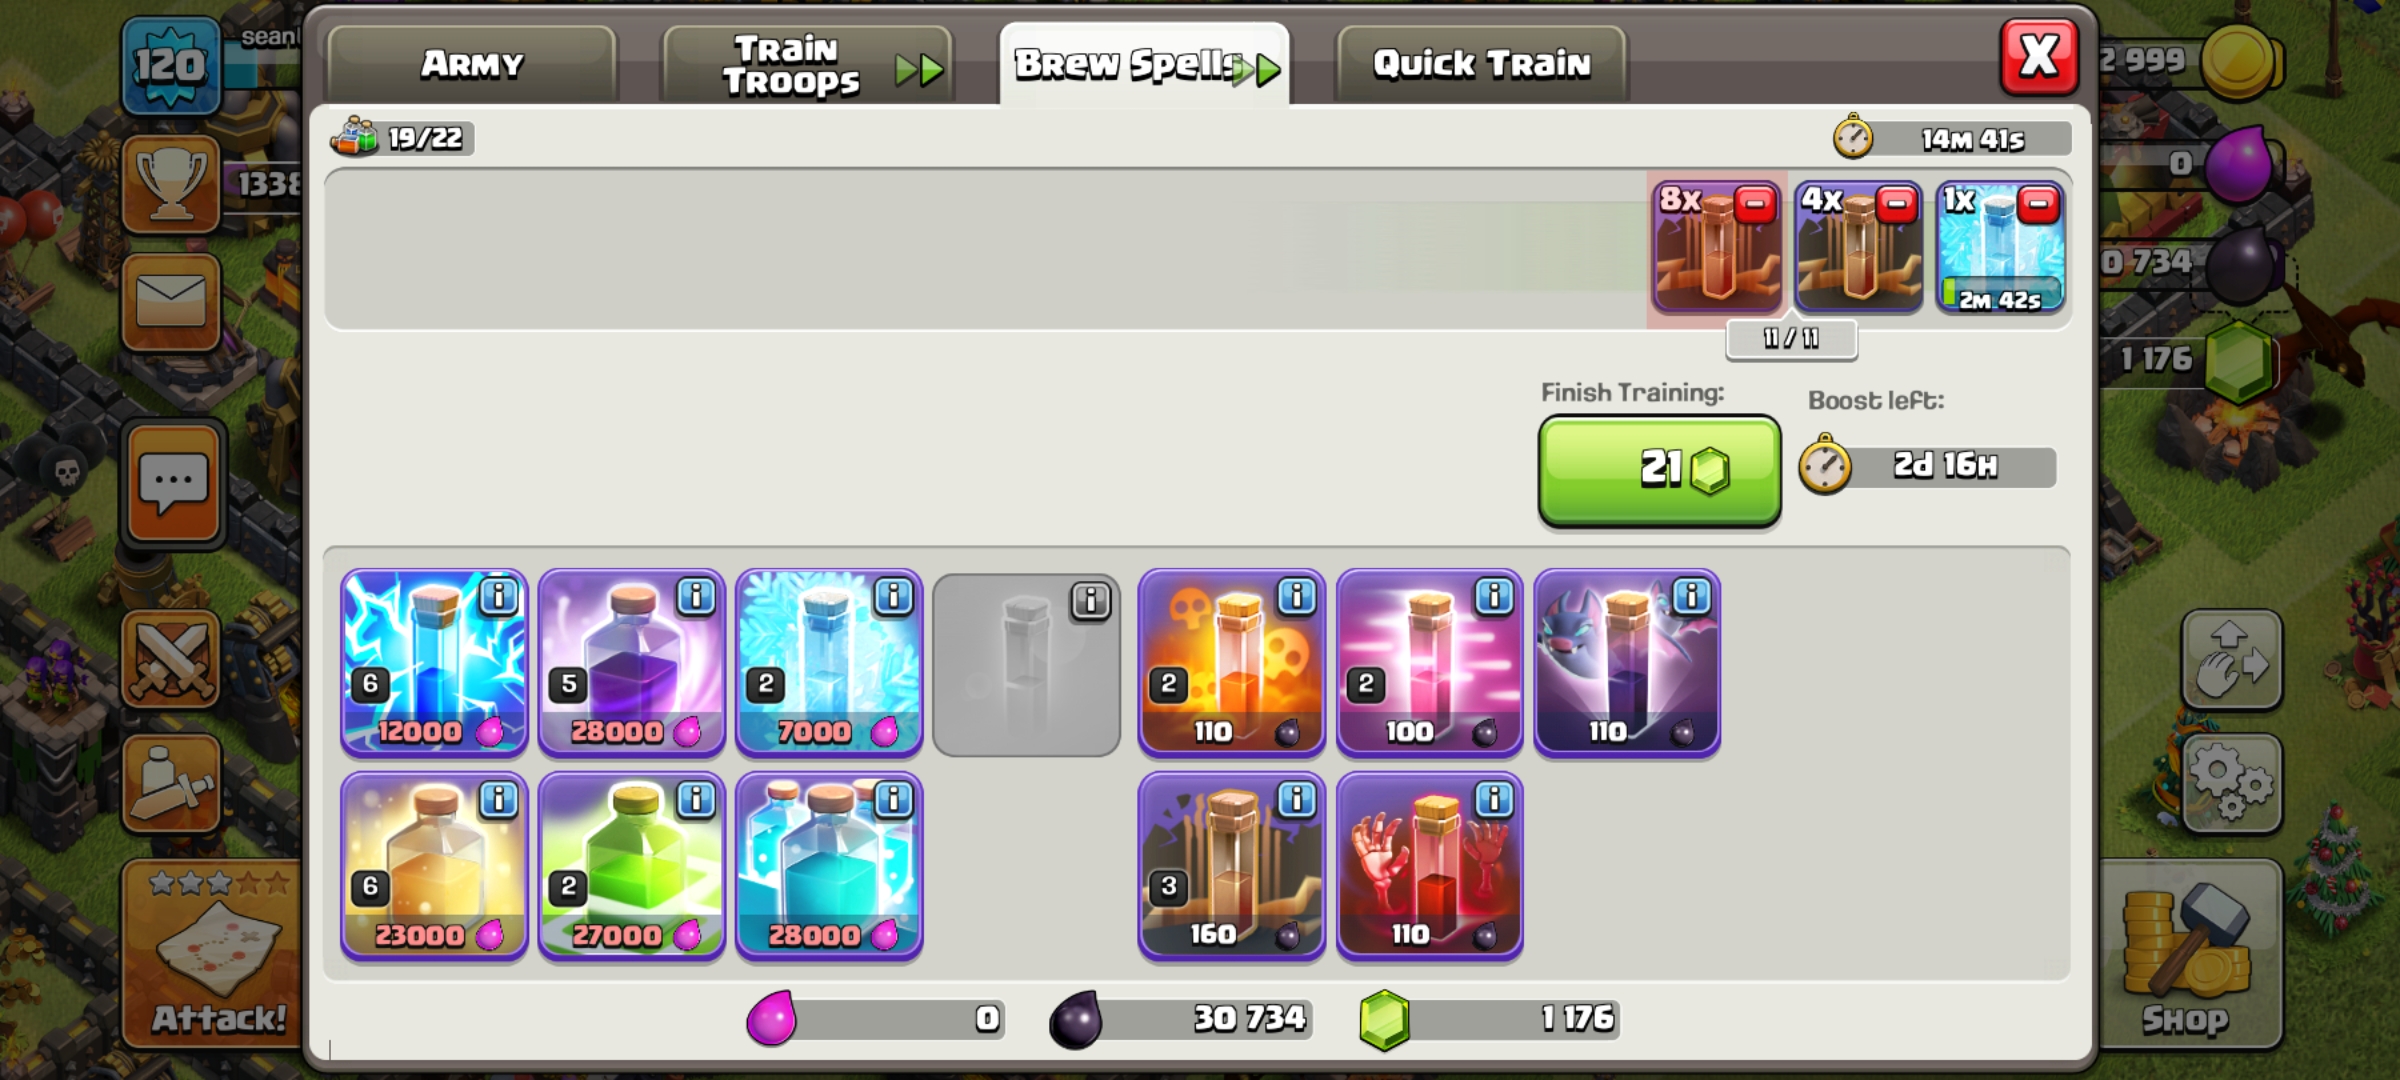 120
seanl
1338
Army
Train
Troops
Brew Spells
Quick Train
X
2 999
0
0 734
1 176
19/22
14m 41s
8x
4x
1x
2m 42s
11 / 11
Finish Training:
21
Boost left:
2d 16h
6
12000
5
28000
2
7000
2
110
2
100
110
6
23000
2
27000
28000
3
160
110
0
30 734
1 176
Attack!
Shop